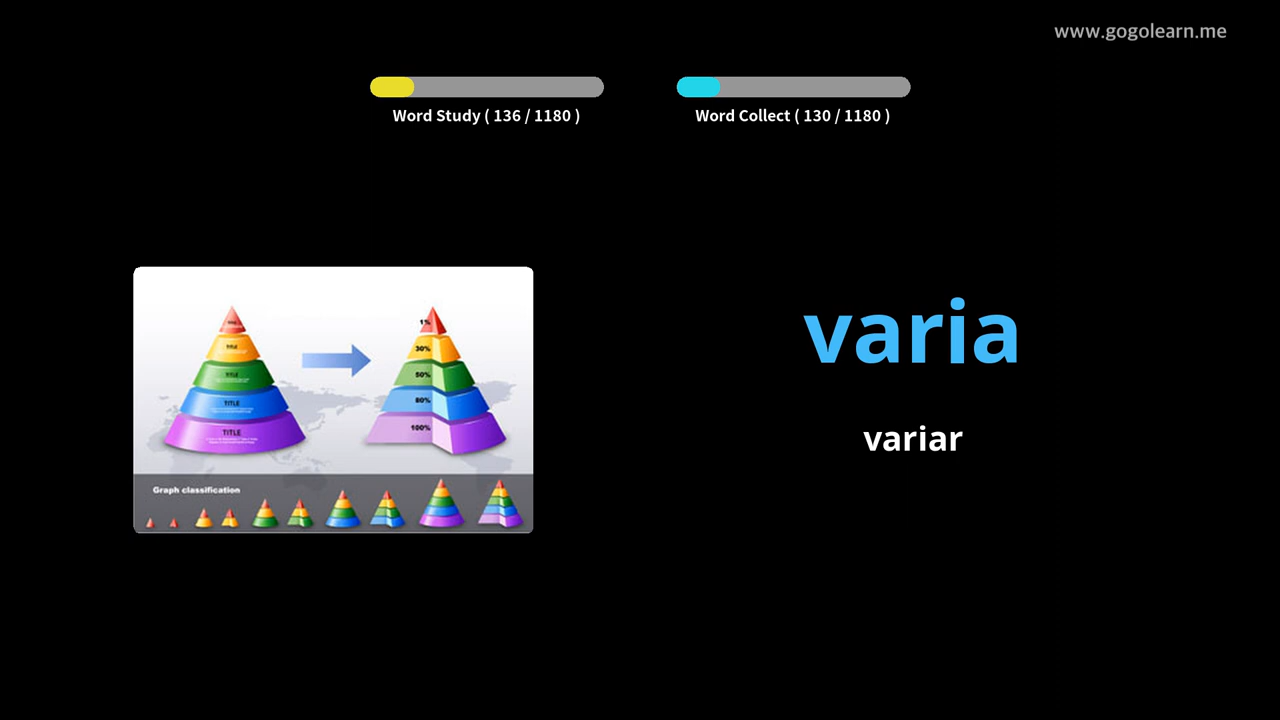 www.gogolearn.me
Word Study ( 136 / 1180 )
Word Collect ( 130 / 1180 )
varia
variar
TITLE
TITLE
TITLE
TITLE
1%
30%
50%
80%
100%
Graph classification